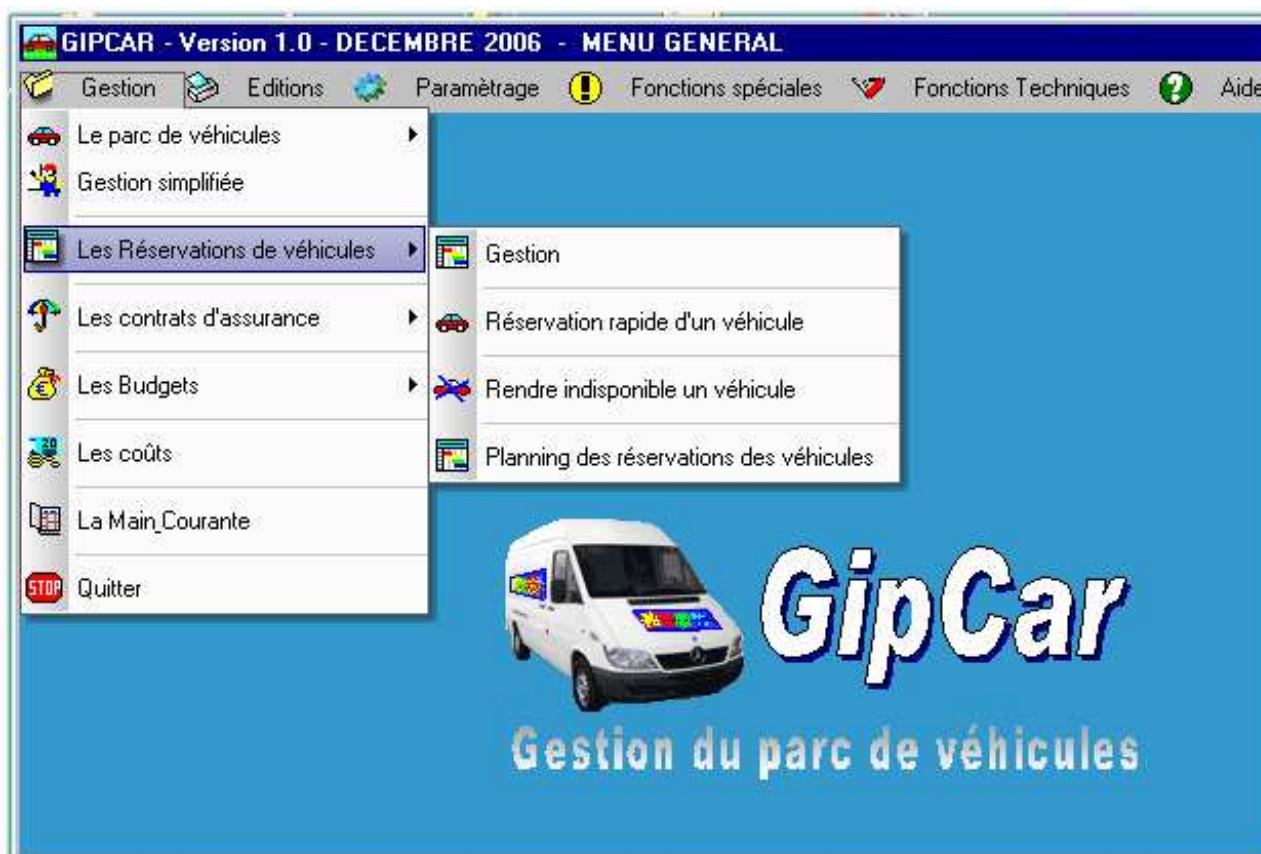 GIPCAR - Version 1.0 - DECEMBRE 2006 - MENU GENERAL
Gestion Editions Paramètrage Fonctions spéciales Fonctions Techniques Aide
Le parc de véhicules
Gestion simplifiée
Les Réservations de véhicules
Les contrats d'assurance
Les Budgets
Les coûts
La Main_Courante
STOP Quitter
Gestion
Réservation rapide d'un véhicule
Rendre indisponible un véhicule
Planning des réservations des véhicules
GipCar
Gestion du parc de véhicules